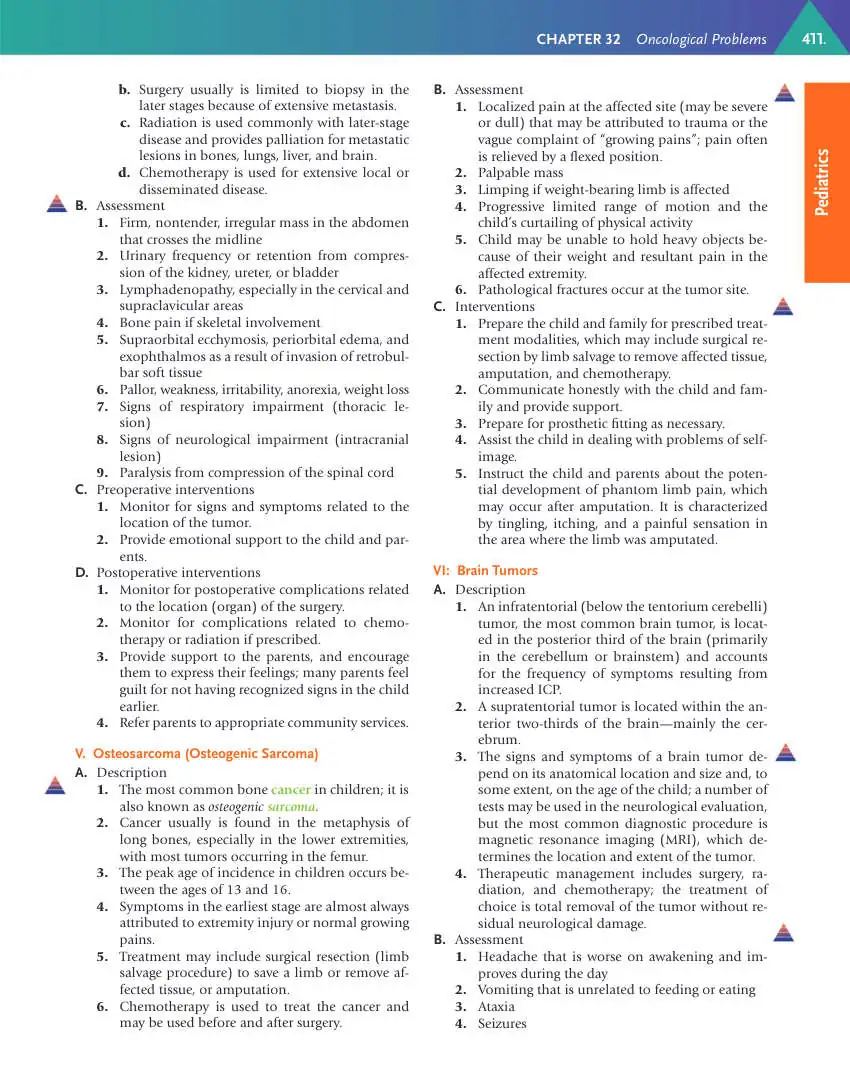 CHAPTER 32 Oncological Problems 411.
b. Surgery usually is limited to biopsy in the
later stages because of extensive metastasis.
c. Radiation is used commonly with later-stage
disease and provides palliation for metastatic
lesions in bones, lungs, liver, and brain.
d. Chemotherapy is used for extensive local or
disseminated disease.
B. Assessment
1. Firm, nontender, irregular mass in the abdomen
that crosses the midline
2. Urinary frequency or retention from compres-
sion of the kidney, ureter, or bladder
3. Lymphadenopathy, especially in the cervical and
supraclavicular areas
4. Bone pain if skeletal involvement
5. Supraorbital ecchymosis, periorbital edema, and
exophthalmos as a result of invasion of retrobul-
bar soft tissue
6. Pallor, weakness, irritability, anorexia, weight loss
7. Signs of respiratory impairment (thoracic le-
sion)
8. Signs of neurological impairment (intracranial
lesion)
9. Paralysis from compression of the spinal cord
C. Preoperative interventions
1. Monitor for signs and symptoms related to the
location of the tumor.
2. Provide emotional support to the child and par-
ents.
D. Postoperative interventions
1. Monitor for postoperative complications related
to the location (organ) of the surgery.
2. Monitor for complications related to chemo-
therapy or radiation if prescribed.
3. Provide support to the parents, and encourage
them to express their feelings; many parents feel
guilt for not having recognized signs in the child
earlier.
4. Refer parents to appropriate community services.
V. Osteosarcoma (Osteogenic Sarcoma)
A. Description
1. The most common bone cancer in children; it is
also known as osteogenic sarcoma.
2. Cancer usually is found in the metaphysis of
long bones, especially in the lower extremities,
with most tumors occurring in the femur.
3. The peak age of incidence in children occurs be-
tween the ages of 13 and 16.
4. Symptoms in the earliest stage are almost always
attributed to extremity injury or normal growing
pains.
5. Treatment may include surgical resection (limb
salvage procedure) to save a limb or remove af-
fected tissue, or amputation.
6. Chemotherapy is used to treat the cancer and
may be used before and after surgery.
B. Assessment
1. Localized pain at the affected site (may be severe
or dull) that may be attributed to trauma or the
vague complaint of “growing pains”; pain often
is relieved by a flexed position.
2. Palpable mass
3. Limping if weight-bearing limb is affected
4. Progressive limited range of motion and the
child’s curtailing of physical activity
5. Child may be unable to hold heavy objects be-
cause of their weight and resultant pain in the
affected extremity.
6. Pathological fractures occur at the tumor site.
C. Interventions
1. Prepare the child and family for prescribed treat-
ment modalities, which may include surgical re-
section by limb salvage to remove affected tissue,
amputation, and chemotherapy.
2. Communicate honestly with the child and fam-
ily and provide support.
3. Prepare for prosthetic fitting as necessary.
4. Assist the child in dealing with problems of self-
image.
5. Instruct the child and parents about the poten-
tial development of phantom limb pain, which
may occur after amputation. It is characterized
by tingling, itching, and a painful sensation in
the area where the limb was amputated.
VI: Brain Tumors
A. Description
1. An infratentorial (below the tentorium cerebelli)
tumor, the most common brain tumor, is locat-
ed in the posterior third of the brain (primarily
in the cerebellum or brainstem) and accounts
for the frequency of symptoms resulting from
increased ICP.
2. A supratentorial tumor is located within the an-
terior two-thirds of the brain—mainly the cer-
ebrum.
3. The signs and symptoms of a brain tumor de-
pend on its anatomical location and size and, to
some extent, on the age of the child; a number of
tests may be used in the neurological evaluation,
but the most common diagnostic procedure is
magnetic resonance imaging (MRI), which de-
termines the location and extent of the tumor.
4. Therapeutic management includes surgery, ra-
diation, and chemotherapy; the treatment of
choice is total removal of the tumor without re-
sidual neurological damage.
B. Assessment
1. Headache that is worse on awakening and im-
proves during the day
2. Vomiting that is unrelated to feeding or eating
3. Ataxia
4. Seizures
Pediatrics